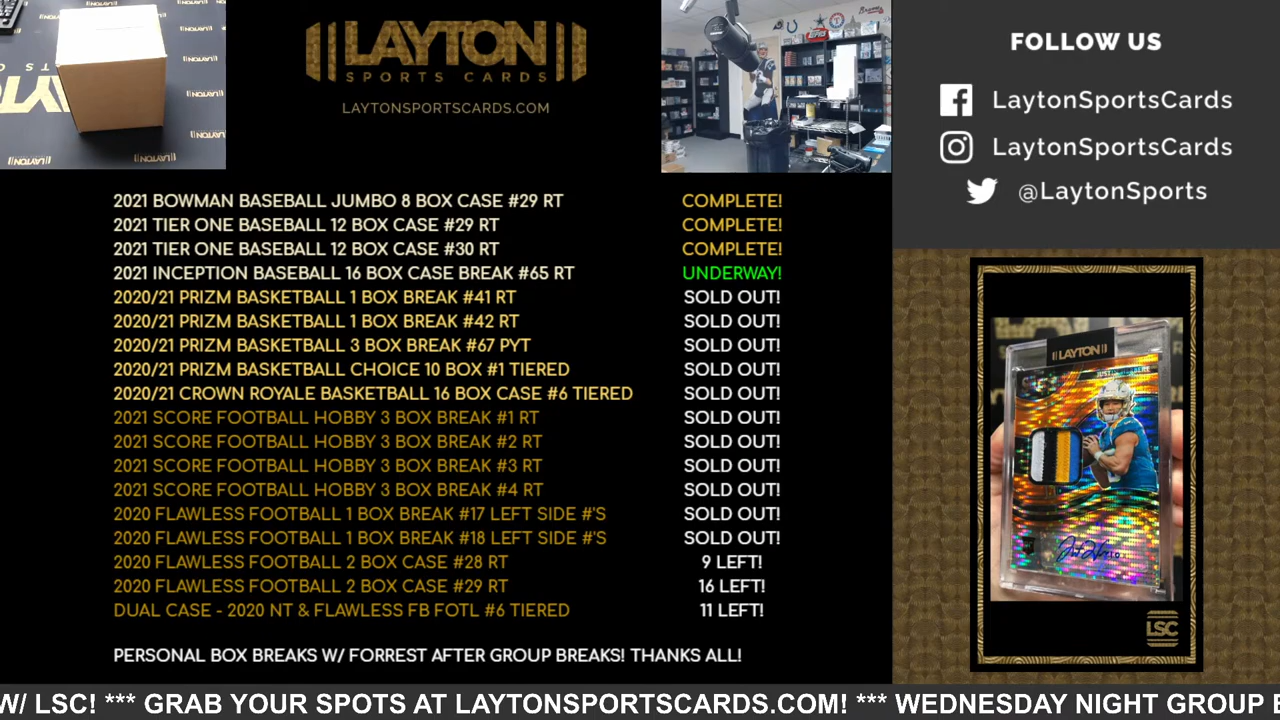 LAYTON
SPORTS CARDS
LAYTONSPORTSCARDS.COM
FOLLOW US
LaytonSportsCards
LaytonSportsCards
@LaytonSports
2021 BOWMAN BASEBALL JUMBO 8 BOX CASE #29 RT COMPLETE!
2021 TIER ONE BASEBALL 12 BOX CASE #29 RT COMPLETE!
2021 TIER ONE BASEBALL 12 BOX CASE #30 RT COMPLETE!
2021 INCEPTION BASEBALL 16 BOX CASE BREAK #65 RT UNDERWAY!
2020/21 PRIZM BASKETBALL 1 BOX BREAK #41 RT SOLD OUT!
2020/21 PRIZM BASKETBALL 1 BOX BREAK #42 RT SOLD OUT!
2020/21 PRIZM BASKETBALL 3 BOX BREAK #67 PYT SOLD OUT!
2020/21 PRIZM BASKETBALL CHOICE 10 BOX #1 TIERED SOLD OUT!
2020/21 CROWN ROYALE BASKETBALL 16 BOX CASE #6 TIERED SOLD OUT!
2021 SCORE FOOTBALL HOBBY 3 BOX BREAK #1 RT SOLD OUT!
2021 SCORE FOOTBALL HOBBY 3 BOX BREAK #2 RT SOLD OUT!
2021 SCORE FOOTBALL HOBBY 3 BOX BREAK #3 RT SOLD OUT!
2021 SCORE FOOTBALL HOBBY 3 BOX BREAK #4 RT SOLD OUT!
2020 FLAWLESS FOOTBALL 1 BOX BREAK #17 LEFT SIDE #'S SOLD OUT!
2020 FLAWLESS FOOTBALL 1 BOX BREAK #18 LEFT SIDE #'S SOLD OUT!
2020 FLAWLESS FOOTBALL 2 BOX CASE #28 RT 9 LEFT!
2020 FLAWLESS FOOTBALL 2 BOX CASE #29 RT 16 LEFT!
DUAL CASE - 2020 NT & FLAWLESS FB FOTL #6 TIERED 11 LEFT!
PERSONAL BOX BREAKS W/ FORREST AFTER GROUP BREAKS! THANKS ALL!
LAYTON
LSC
W/ LSC! *** GRAB YOUR SPOTS AT LAYTONSPORTSCARDS.COM! *** WEDNESDAY NIGHT GROUP